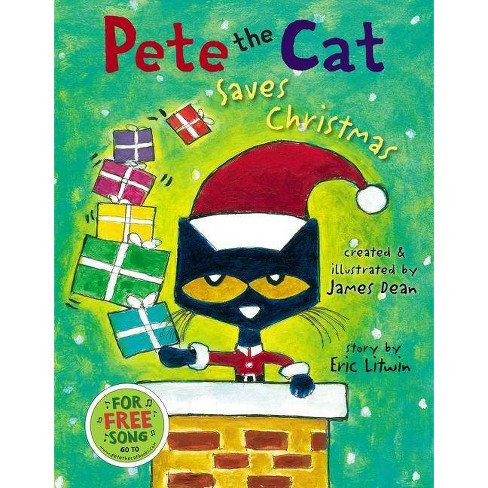 Pete the Cat
Saves
Christmas
created &
illustrated by
James Dean
story by
Eric Litwin
FOR
FREE
SONG
GO TO